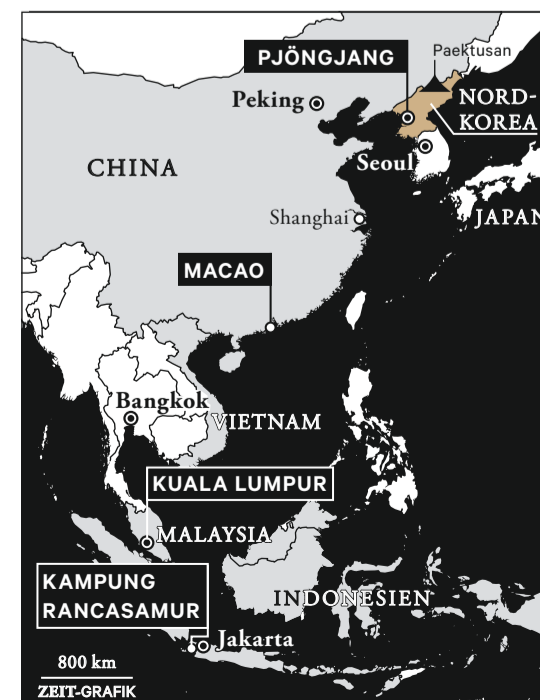 PJÖNGJANG
Paektusan
Peking
NORD-
KOREA
Seoul
CHINA
Shanghai
JAPAN
MACAO
Bangkok
VIETNAM
KUALA LUMPUR
MALAYSIA
KAMPUNG
RANCASAMUR
INDONESIEN
Jakarta
800 km
ZEIT-GRAFIK